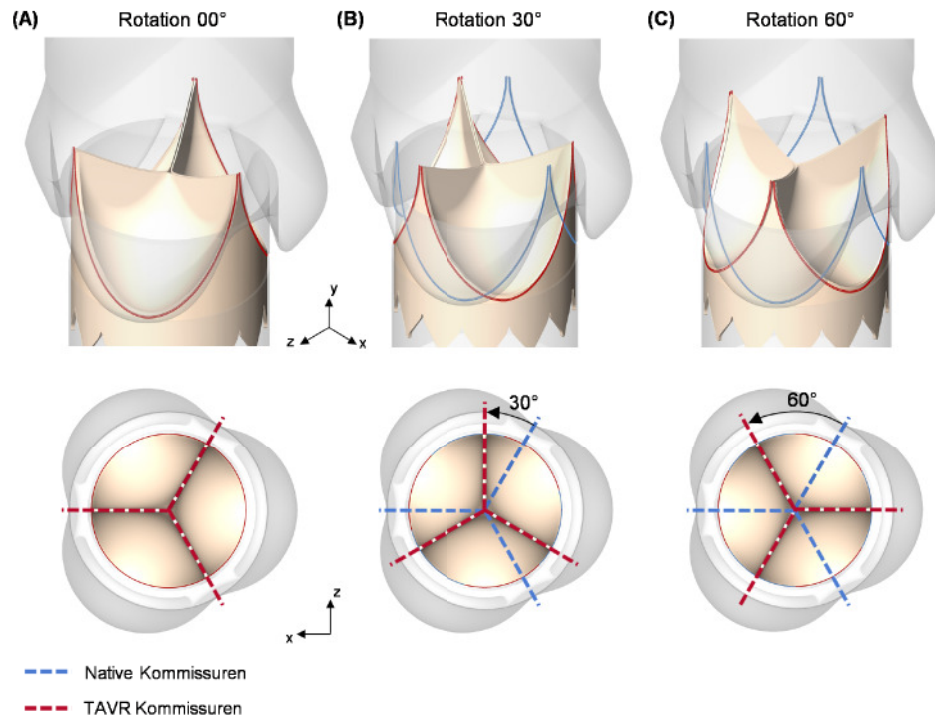 (A) Rotation 00°
(B) Rotation 30°
(C) Rotation 60°
y
z
x
30°
60°
z
x
Native Kommissuren
TAVR Kommissuren